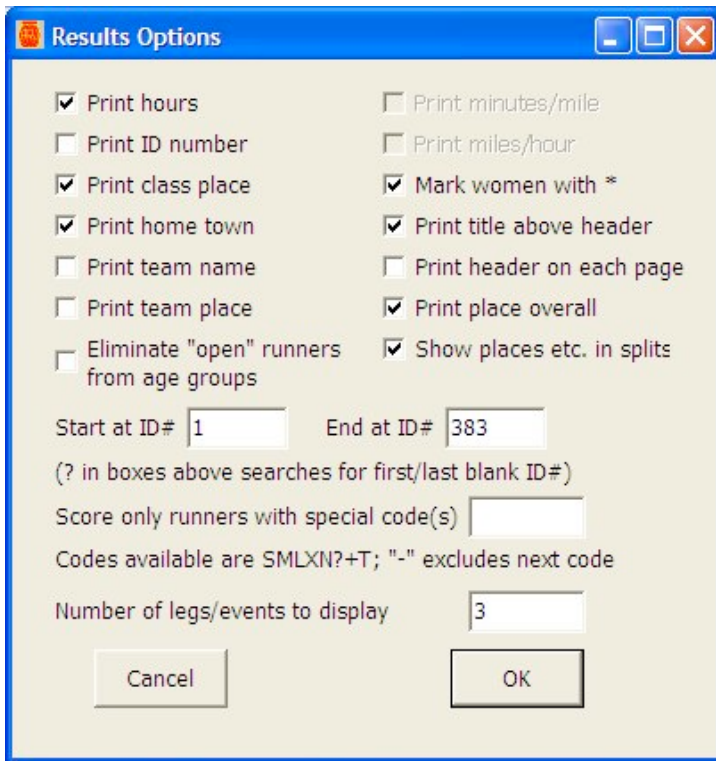 Results Options
Print hours
Print minutes/mile
Print ID number
Print miles/hour
Print class place
Mark women with *
Print home town
Print title above header
Print team name
Print header on each page
Print team place
Print place overall
Eliminate "open" runners
from age groups
Show places etc. in splits
Start at ID# 1 End at ID# 383
(? in boxes above searches for first/last blank ID#)
Score only runners with special code(s)
Codes available are SMLXN?+T; "-" excludes next code
Number of legs/events to display 3
Cancel OK